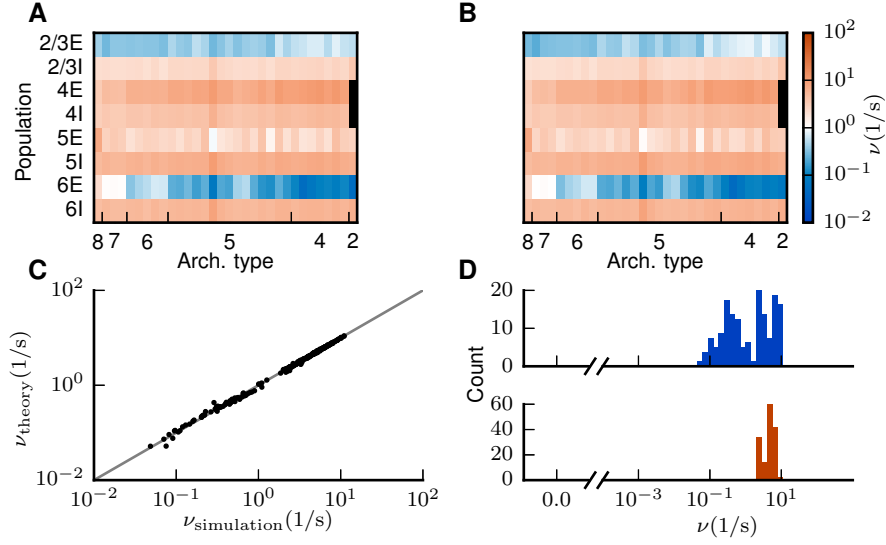 A
B
2/3E
2/3I
4E
4I
5E
5I
6E
6I
Population
8 7 6 5 4 2
Arch. type
8 7 6 5 4 2
Arch. type
10^2
10^1
10^0
10^{-1}
10^{-2}
ν(1/s)
C
D
10^2
10^0
10^{-2}
ν_theory(1/s)
10^{-2} 10^{-1} 10^0 10^1 10^2
ν_simulation(1/s)
20
10
0
Count
60
40
20
0
0.0 10^{-3} 10^{-1} 10^1
ν(1/s)